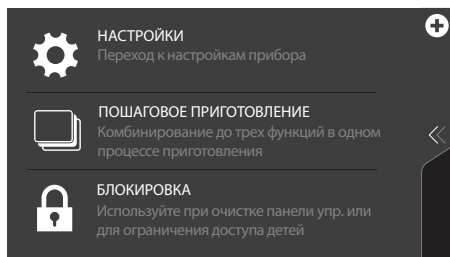 НАСТРОЙКИ
Переход к настройкам прибора
ПОШАГОВОЕ ПРИГОТОВЛЕНИЕ
Комбинирование до трех функций в одном
процессе приготовления
БЛОКИРОВКА
Используйте при очистке панели упр. или
для ограничения доступа детей